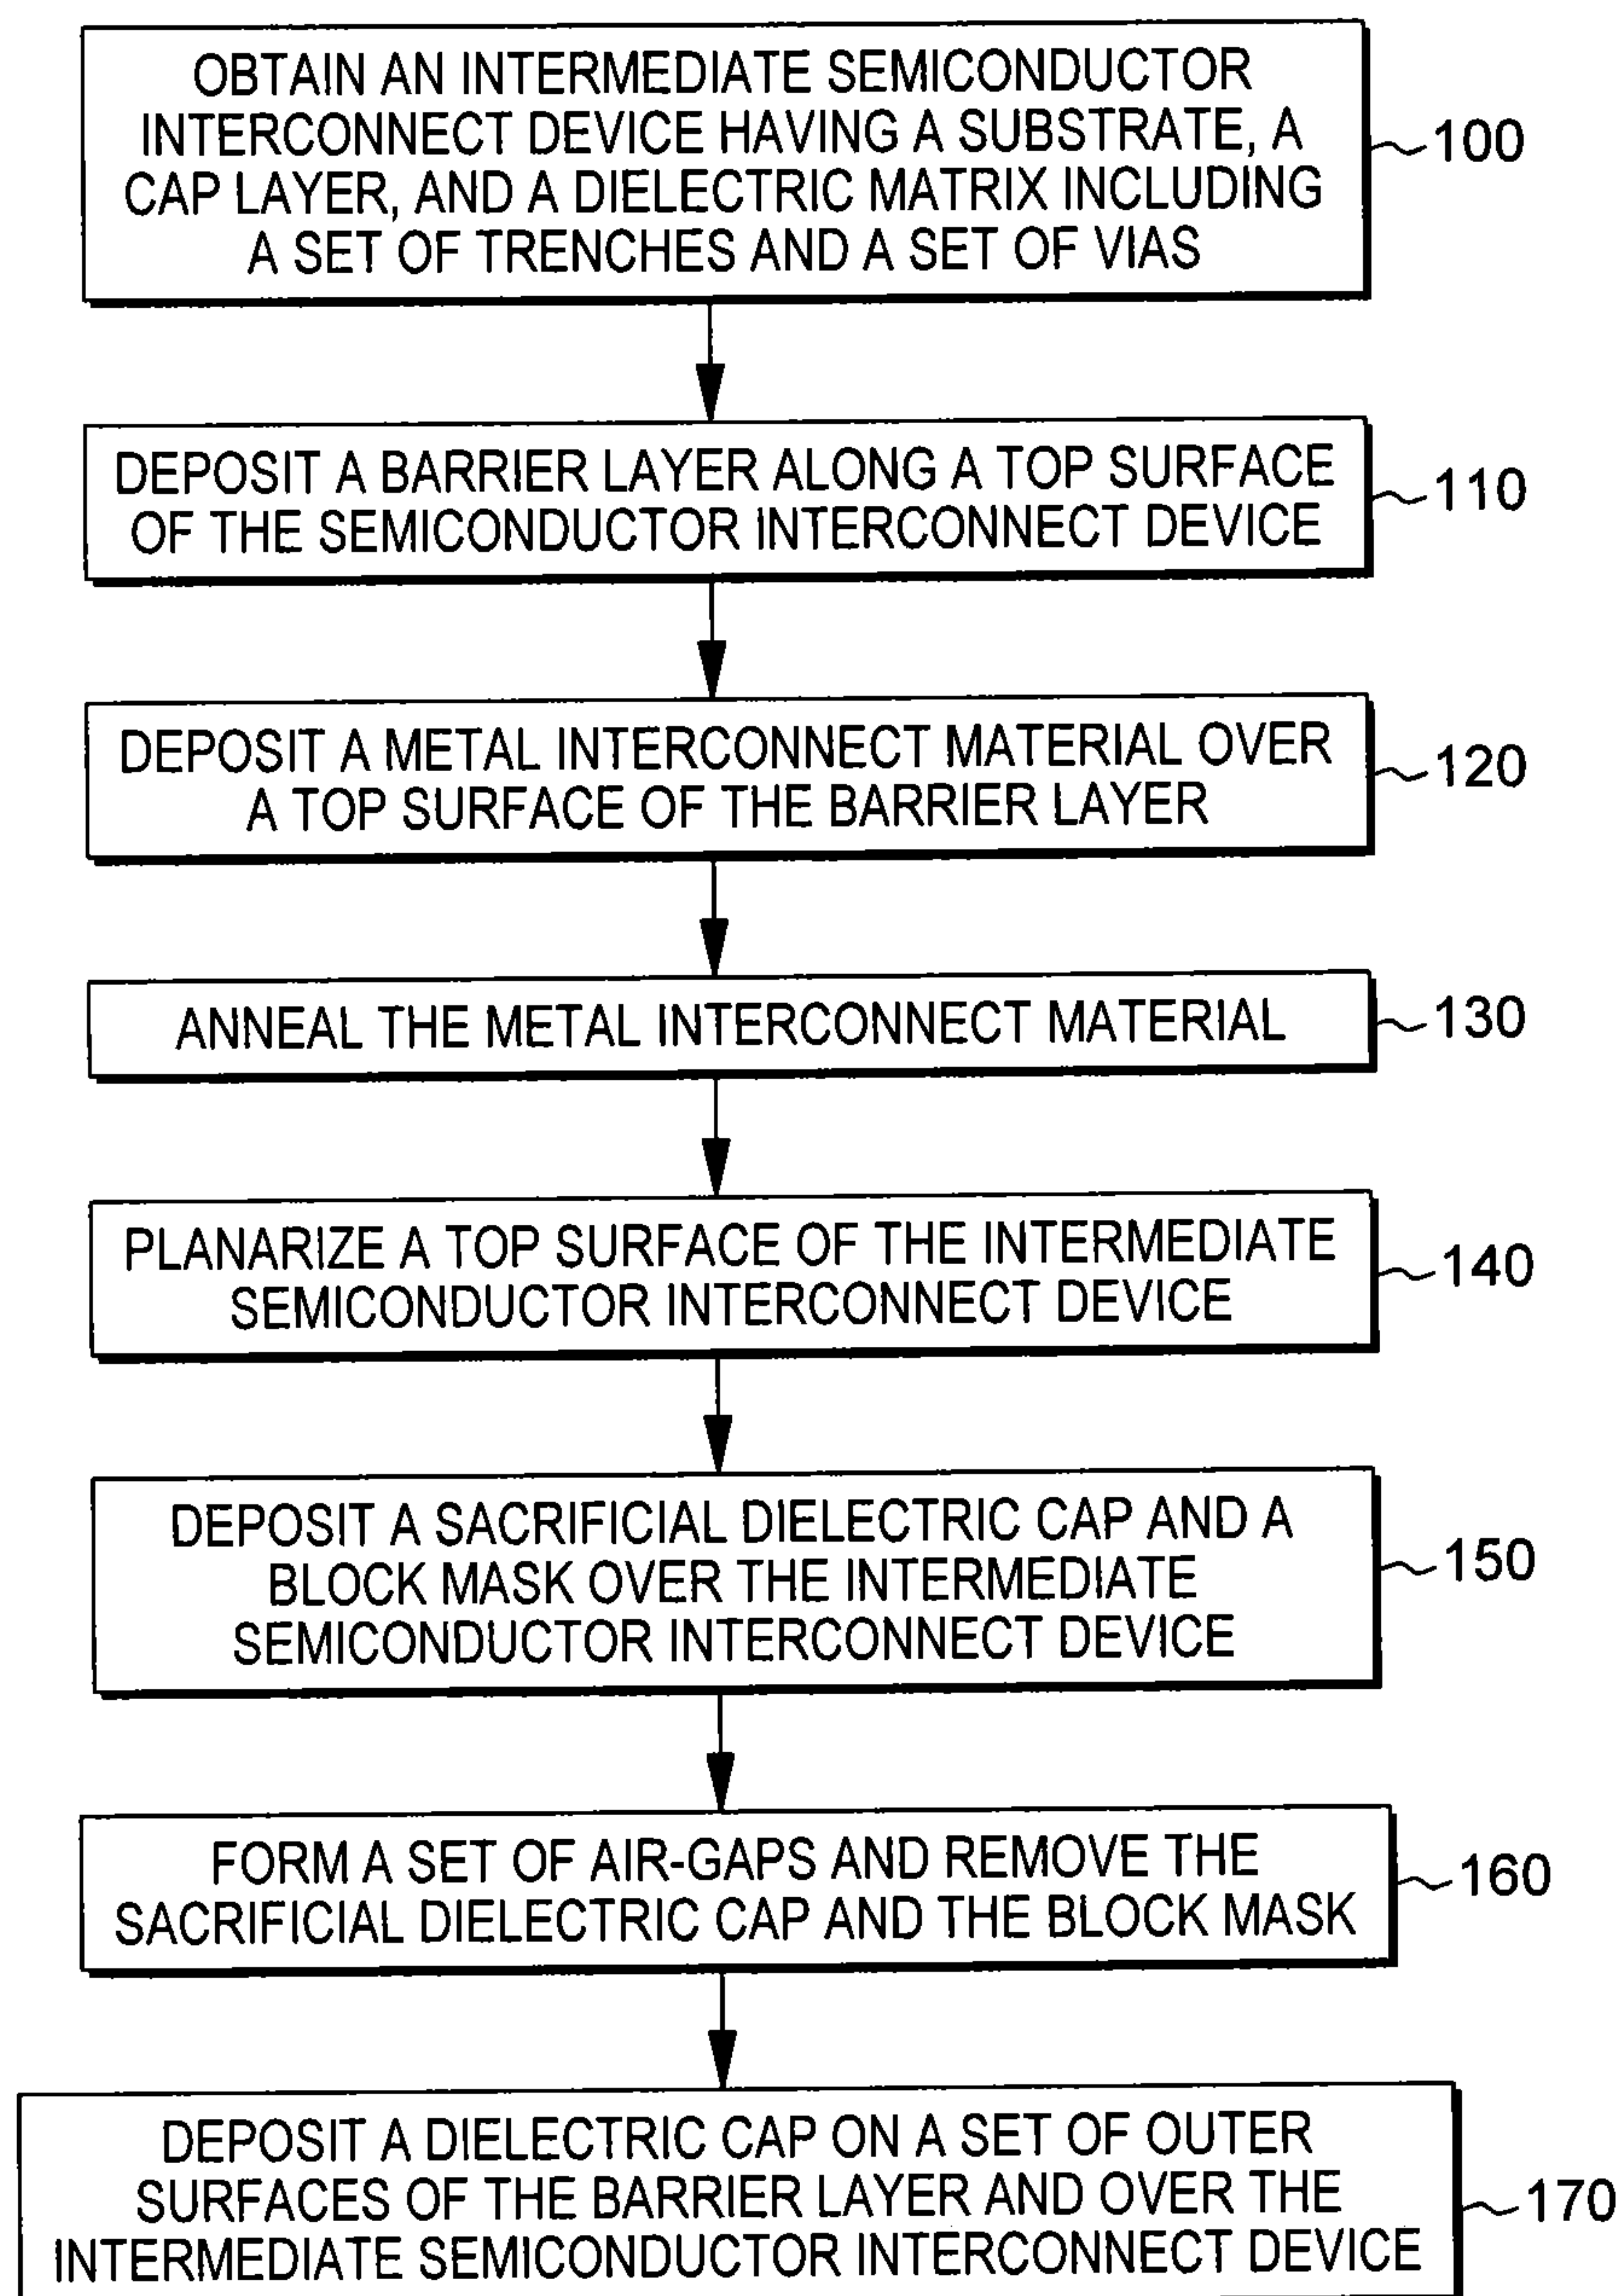 OBTAIN AN INTERMEDIATE SEMICONDUCTOR
INTERCONNECT DEVICE HAVING A SUBSTRATE, A
CAP LAYER, AND A DIELECTRIC MATRIX INCLUDING
A SET OF TRENCHES AND A SET OF VIAS
100
DEPOSIT A BARRIER LAYER ALONG A TOP SURFACE
OF THE SEMICONDUCTOR INTERCONNECT DEVICE
110
DEPOSIT A METAL INTERCONNECT MATERIAL OVER
A TOP SURFACE OF THE BARRIER LAYER
120
ANNEAL THE METAL INTERCONNECT MATERIAL
130
PLANARIZE A TOP SURFACE OF THE INTERMEDIATE
SEMICONDUCTOR INTERCONNECT DEVICE
140
DEPOSIT A SACRIFICIAL DIELECTRIC CAP AND A
BLOCK MASK OVER THE INTERMEDIATE
SEMICONDUCTOR INTERCONNECT DEVICE
150
FORM A SET OF AIR-GAPS AND REMOVE THE
SACRIFICIAL DIELECTRIC CAP AND THE BLOCK MASK
160
DEPOSIT A DIELECTRIC CAP ON A SET OF OUTER
SURFACES OF THE BARRIER LAYER AND OVER THE
INTERMEDIATE SEMICONDUCTOR INTERCONNECT DEVICE
170